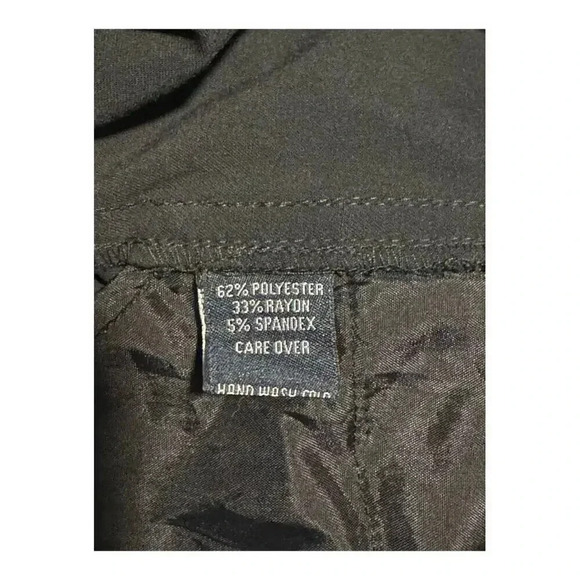 62% POLYESTER
33% RAYON
5% SPANDEX
CARE OVER
HAND WASH COLD